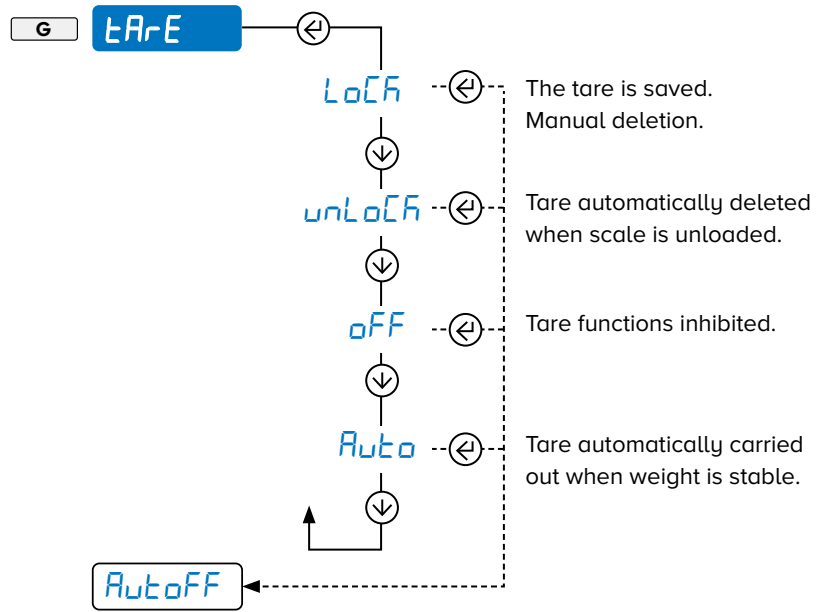 G tArE
LoCK
The tare is saved.
Manual deletion.
unLoCK
Tare automatically deleted
when scale is unloaded.
oFF
Tare functions inhibited.
Auto
Tare automatically carried
out when weight is stable.
AutoFF